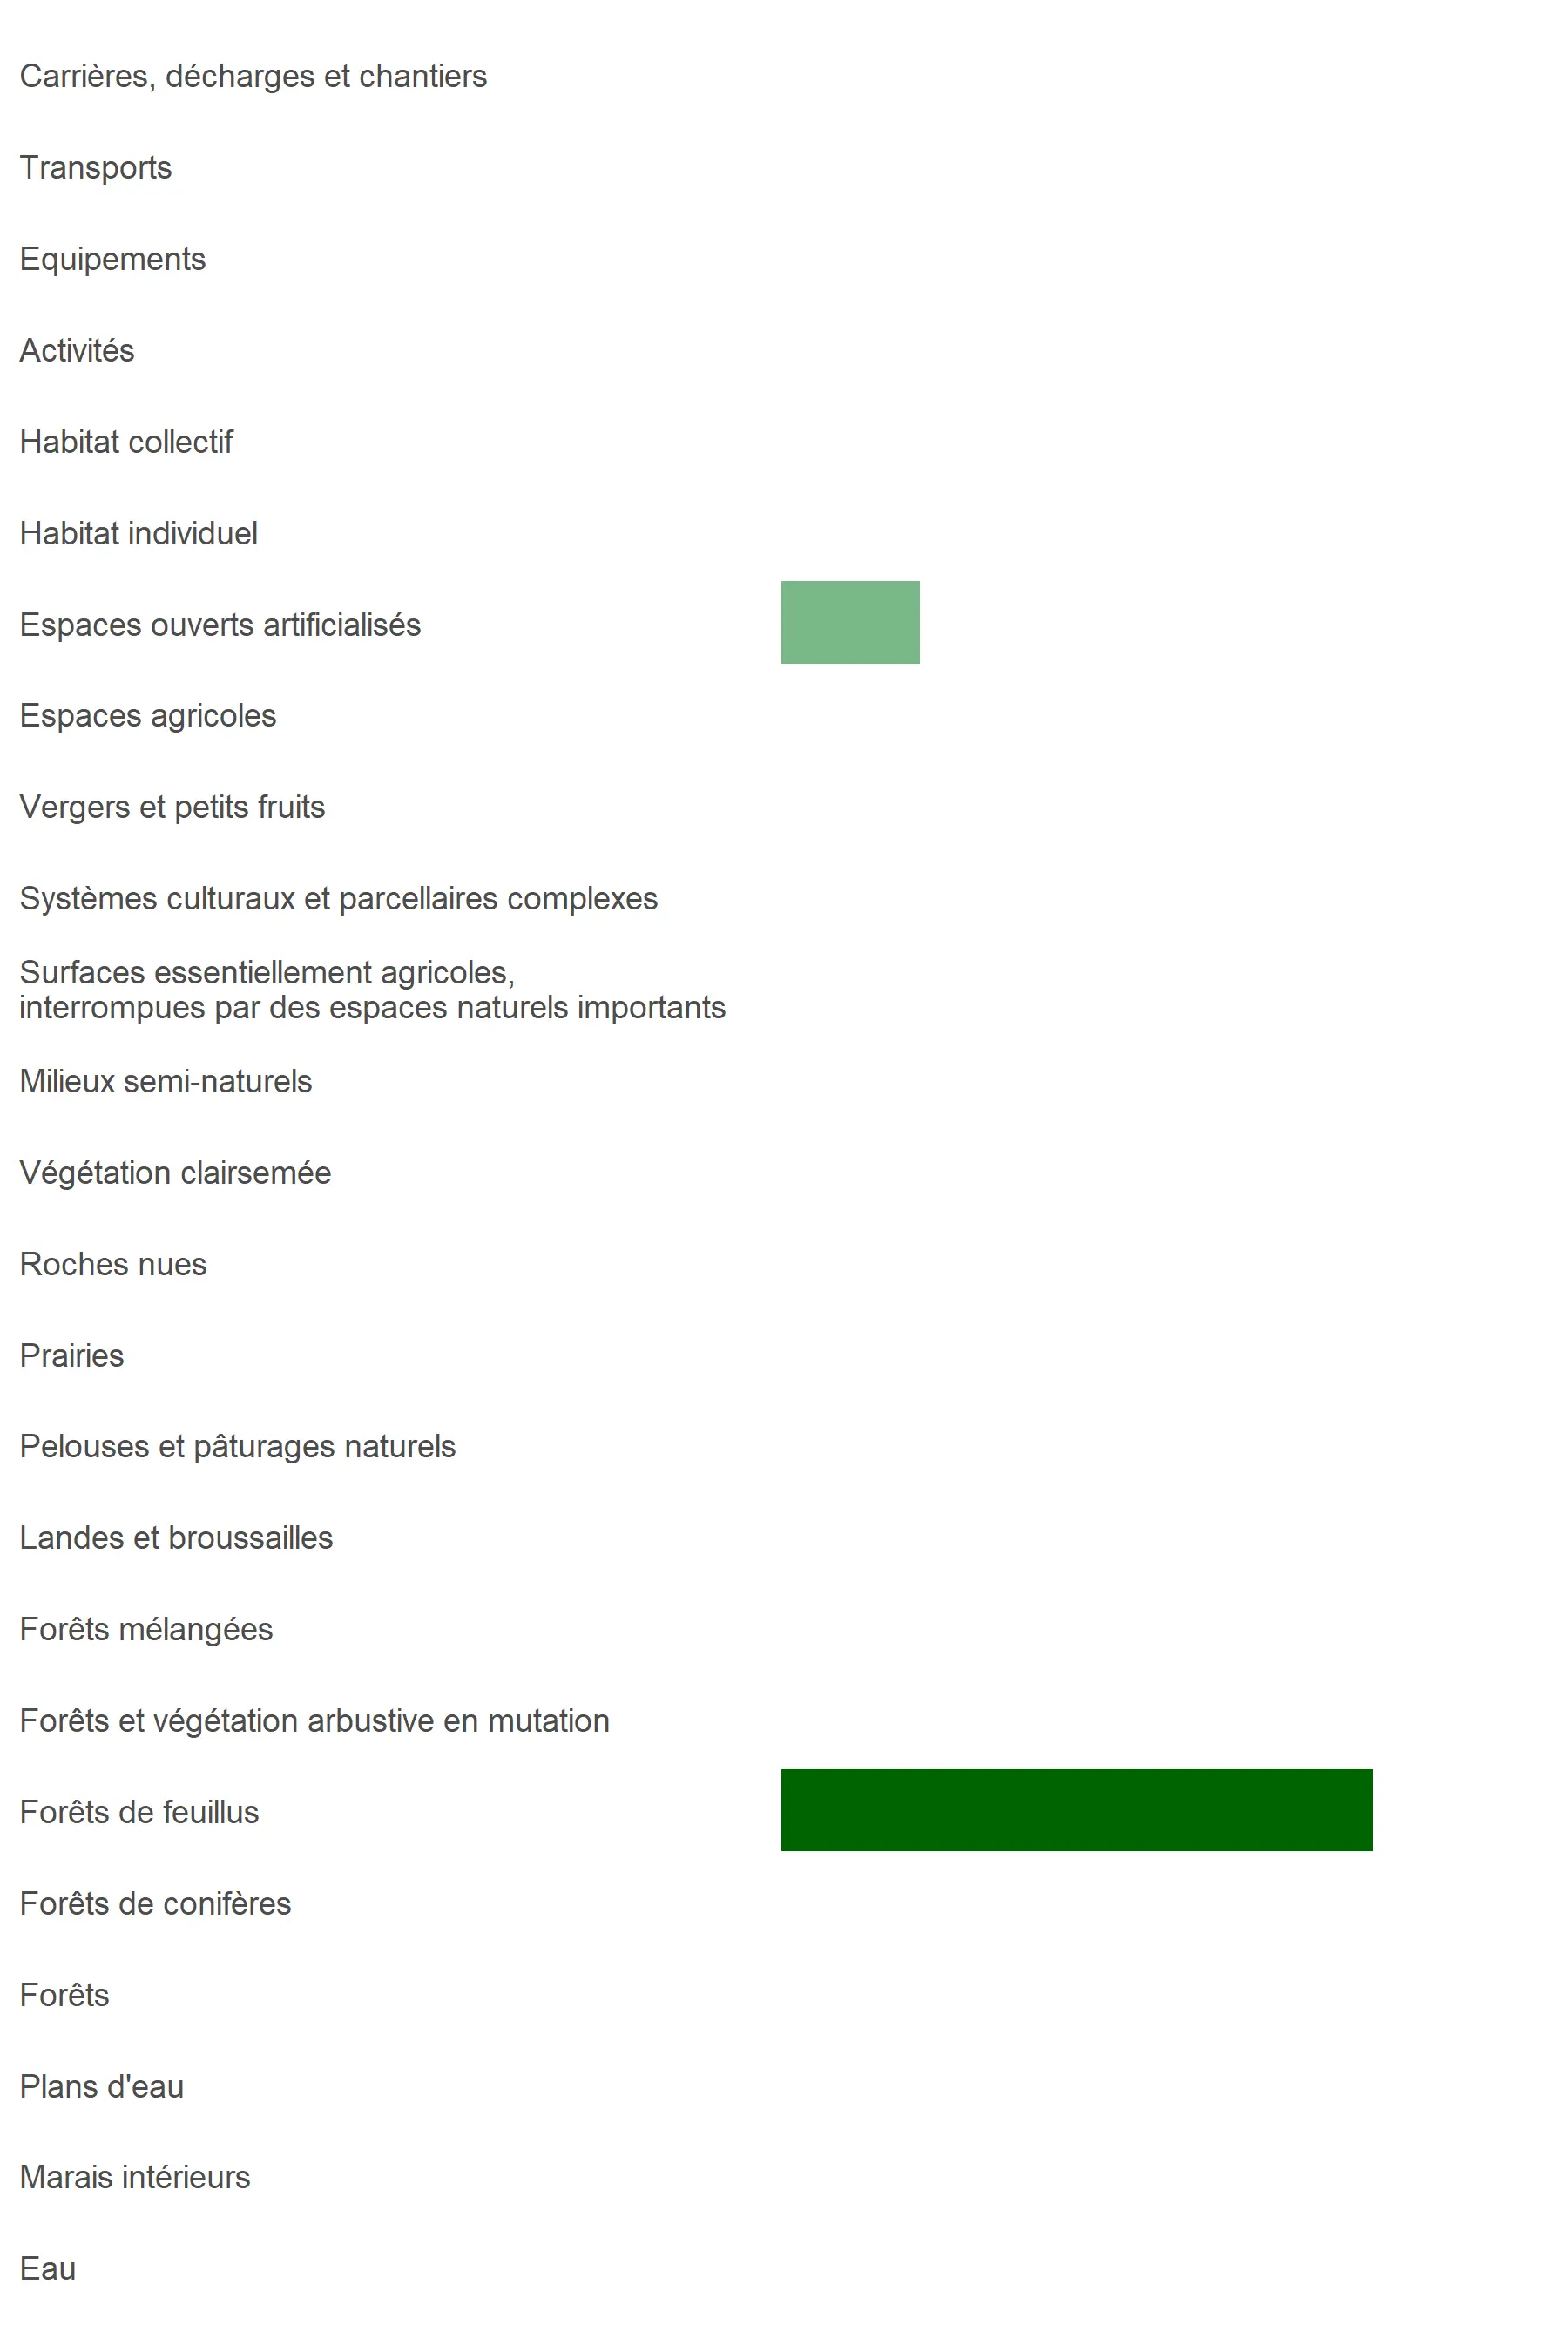 Carrières, décharges et chantiers
Transports
Equipements
Activités
Habitat collectif
Habitat individuel
Espaces ouverts artificialisés
Espaces agricoles
Vergers et petits fruits
Systèmes culturaux et parcellaires complexes
Surfaces essentiellement agricoles,
interrompues par des espaces naturels importants
Milieux semi-naturels
Végétation clairsemée
Roches nues
Prairies
Pelouses et pâturages naturels
Landes et broussailles
Forêts mélangées
Forêts et végétation arbustive en mutation
Forêts de feuillus
Forêts de conifères
Forêts
Plans d'eau
Marais intérieurs
Eau